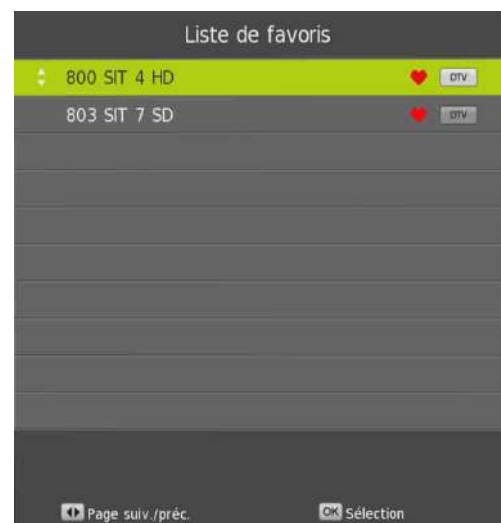 Liste de favoris
800 SIT 4 HD DTV
803 SIT 7 SD DTV
Page suiv./préc. OK Sélection